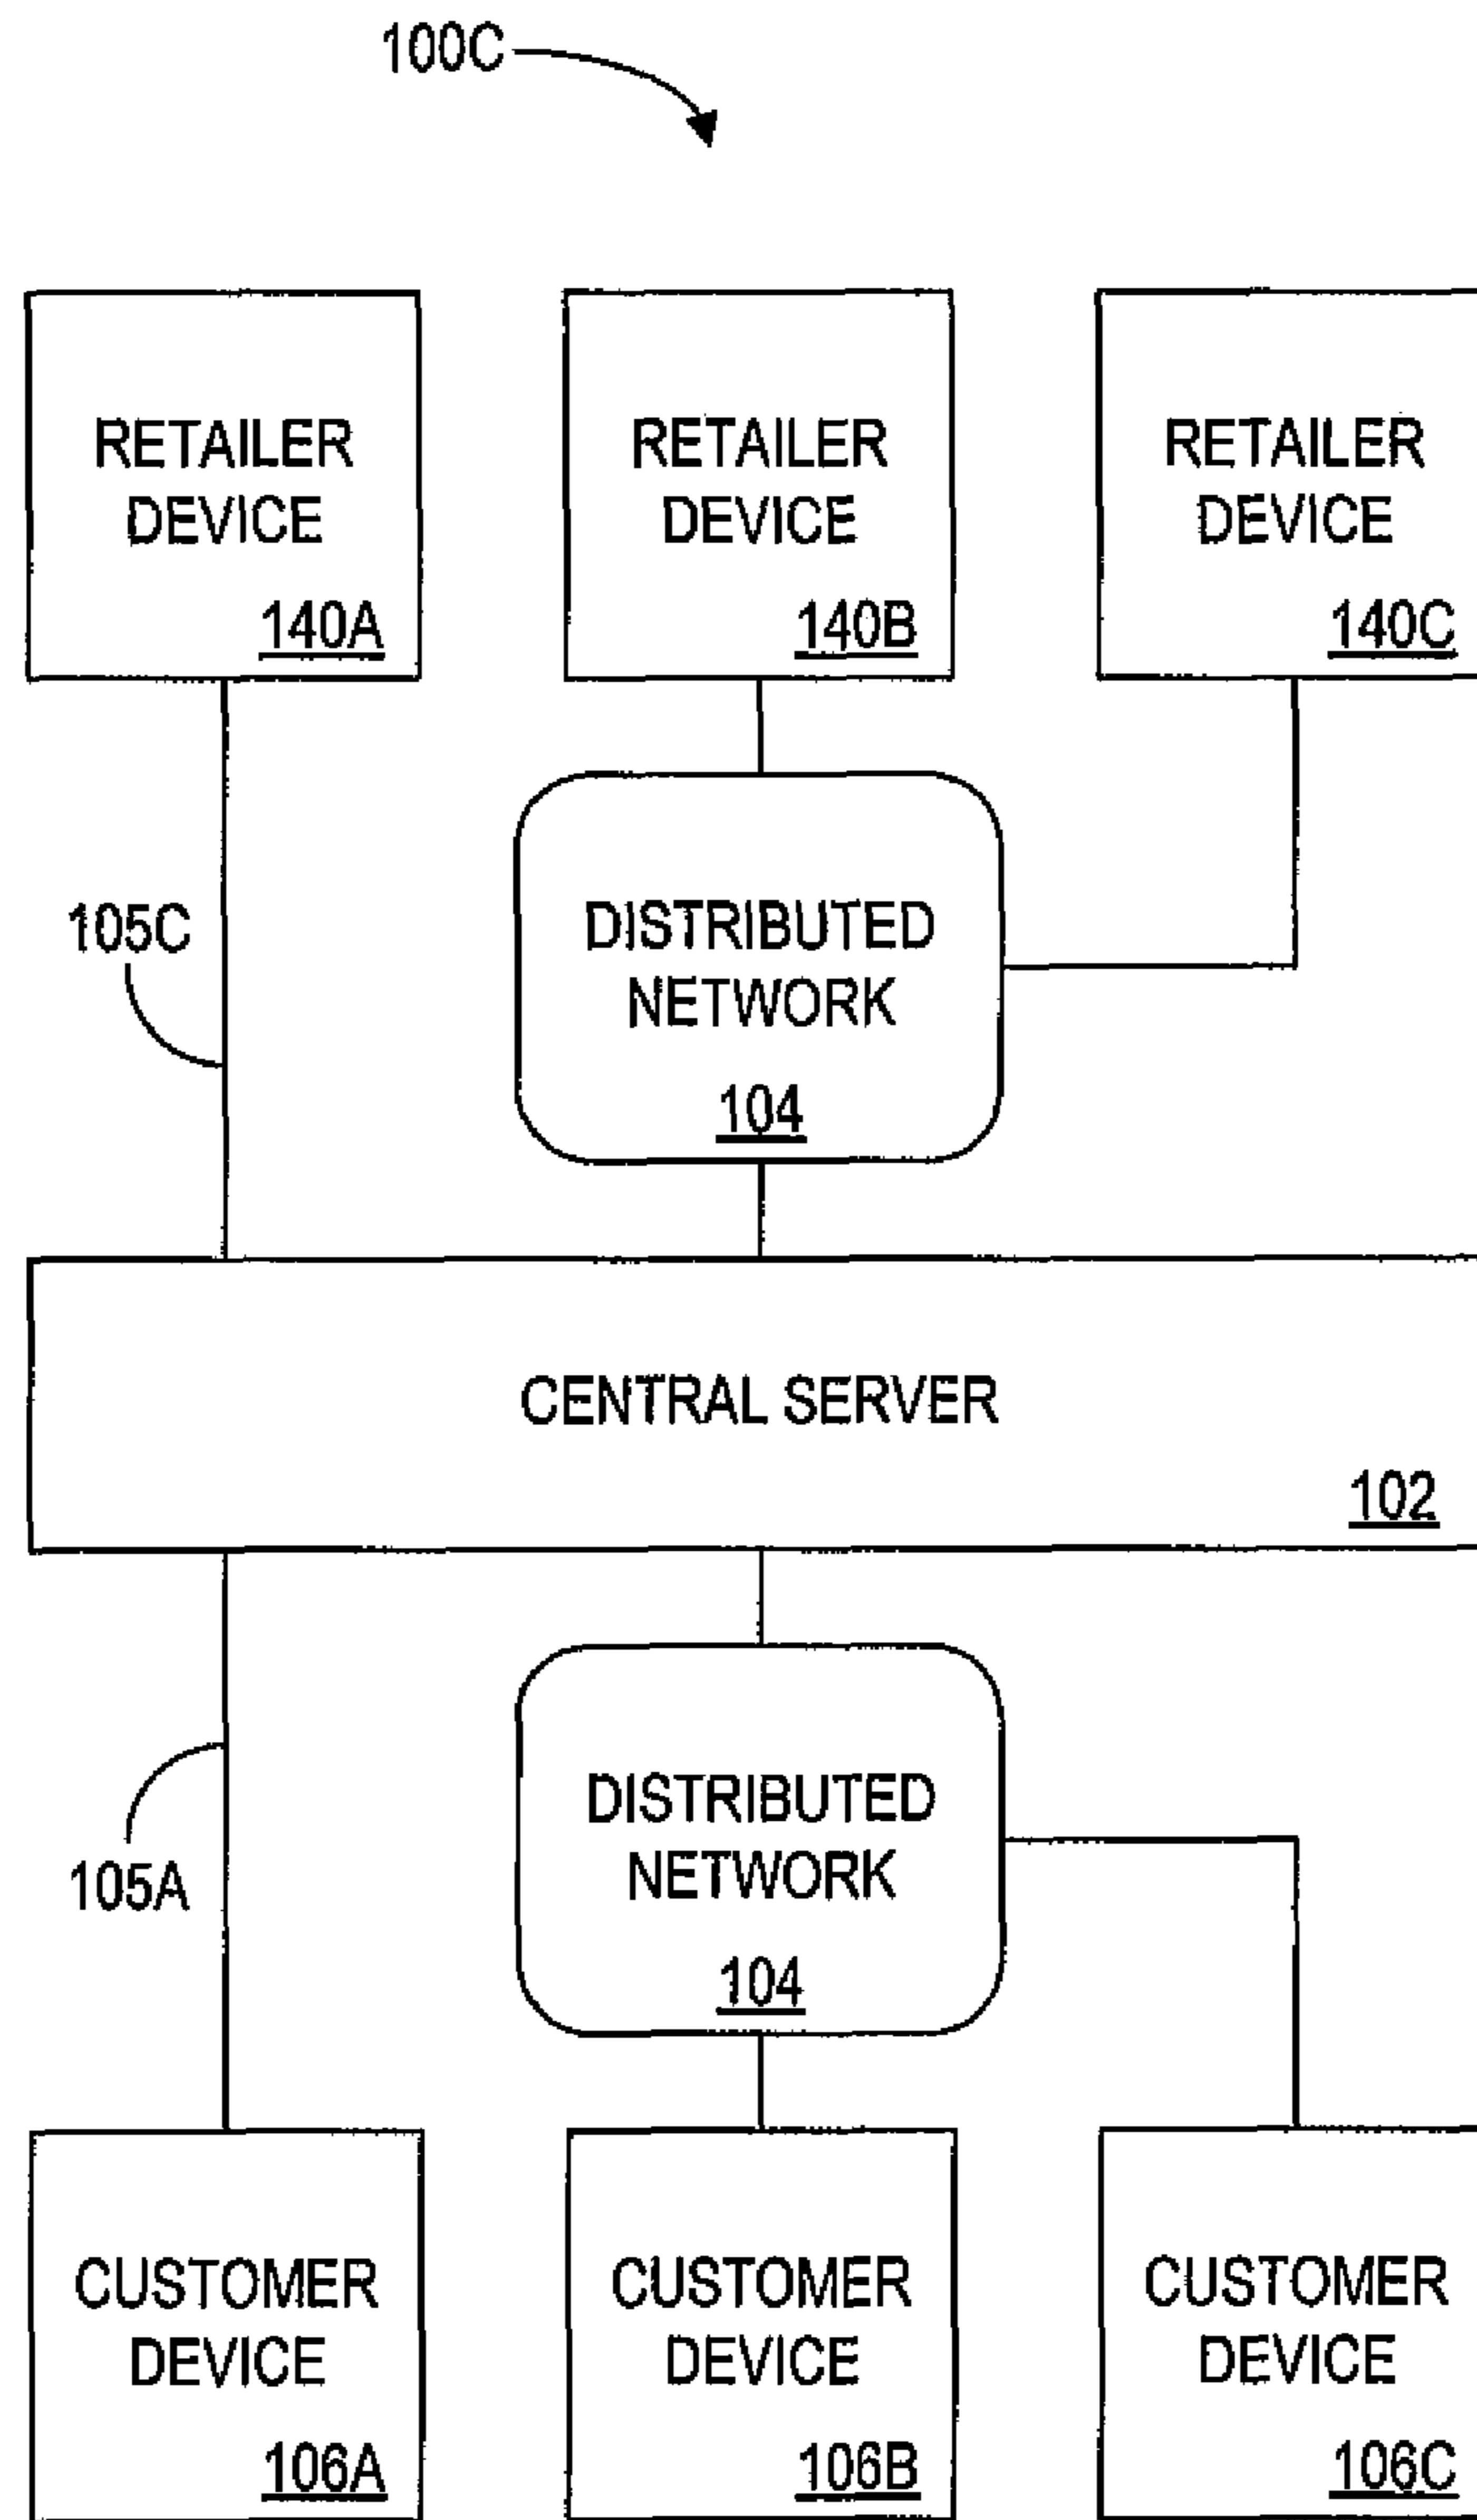 100C
RETAILER
DEVICE
140A
RETAILER
DEVICE
140B
RETAILER
DEVICE
140C
105C
DISTRIBUTED
NETWORK
104
CENTRAL SERVER
102
105A
DISTRIBUTED
NETWORK
104
CUSTOMER
DEVICE
106A
CUSTOMER
DEVICE
106B
CUSTOMER
DEVICE
106C